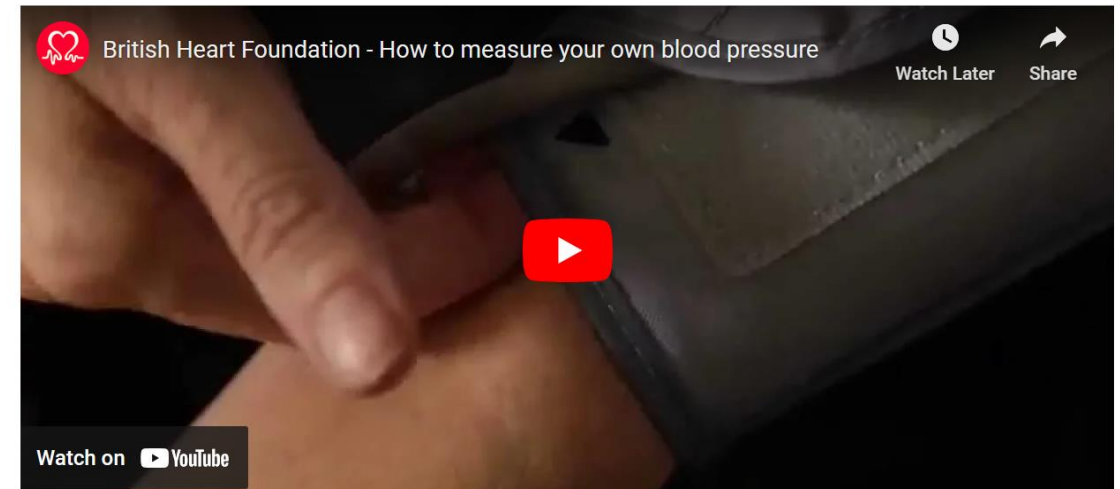 British Heart Foundation - How to measure your own blood pressure
Watch Later
Share
Watch on YouTube